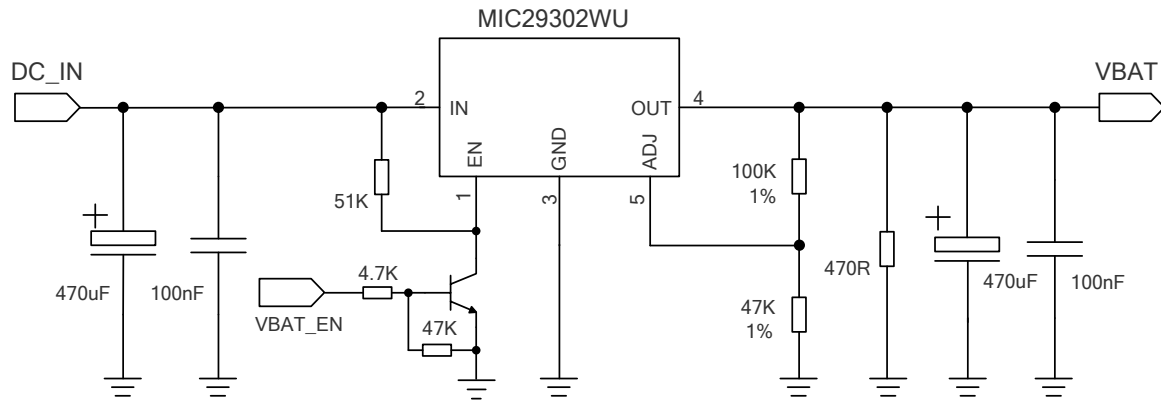 MIC29302WU
DC_IN
VBAT
2
IN
OUT
4
EN
GND
ADJ
1
3
5
51K
100K
1%
470uF
100nF
4.7K
VBAT_EN
47K
47K
1%
470R
470uF
100nF